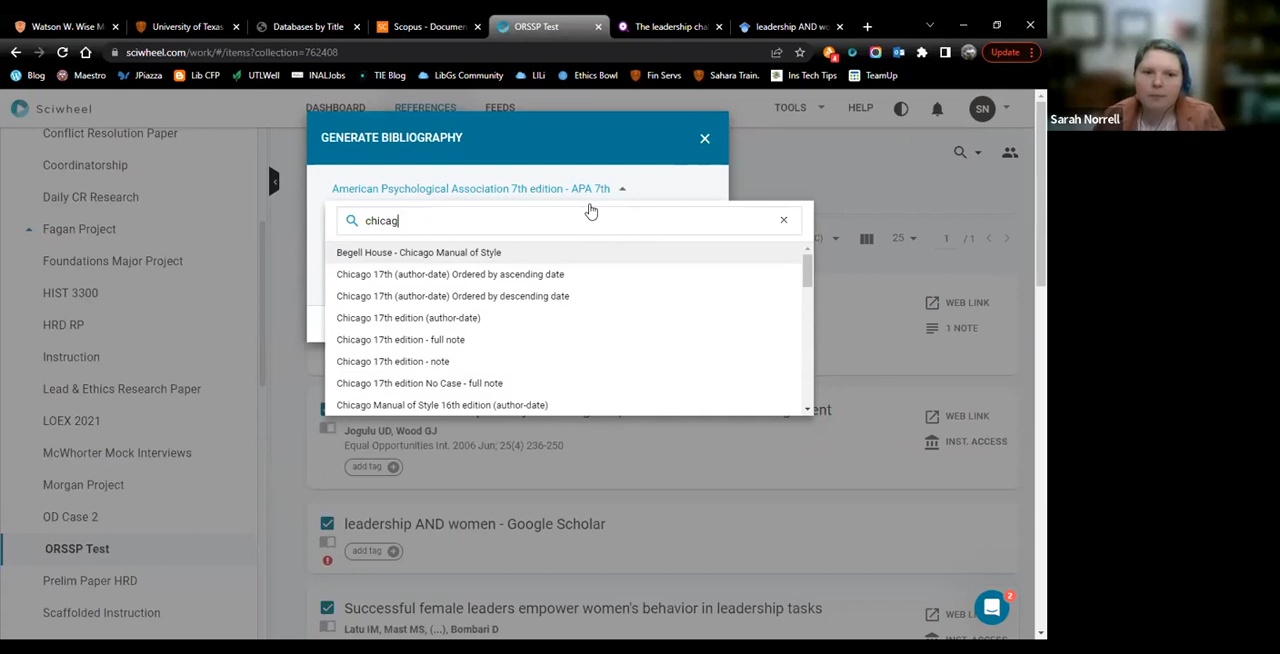 Watson W. Wise M
University of Texas
Databases by Title
Scopus - Documen
ORSSP Test
The leadership cha
leadership AND wo
sciwheel.com/work/#/items?collection=762408
Update
Blog
Maestro
JPiazza
Lib CFP
UTLWell
INALJobs
TIE Blog
LibGs Community
LILi
Ethics Bowl
Fin Servs
Sahara Train.
Ins Tech Tips
TeamUp
Sarah Norrell
Sciwheel
DASHBOARD
REFERENCES
FEEDS
TOOLS
HELP
SN
Conflict Resolution Paper
Coordinatorship
Daily CR Research
Fagan Project
Foundations Major Project
HIST 3300
HRD RP
Instruction
Lead & Ethics Research Paper
LOEX 2021
McWhorter Mock Interviews
Morgan Project
OD Case 2
ORSSP Test
Prelim Paper HRD
Scaffolded Instruction
GENERATE BIBLIOGRAPHY
American Psychological Association 7th edition - APA 7th
chicag
Begell House - Chicago Manual of Style
Chicago 17th (author-date) Ordered by ascending date
Chicago 17th (author-date) Ordered by descending date
Chicago 17th edition (author-date)
Chicago 17th edition - full note
Chicago 17th edition - note
Chicago 17th edition No Case - full note
Chicago Manual of Style 16th edition (author-date)
25
1 / 1
WEB LINK
1 NOTE
WEB LINK
INST. ACCESS
Jogulu UD, Wood GJ
Equal Opportunities Int. 2006 Jun; 25(4) 236-250
add tag
leadership AND women - Google Scholar
add tag
Successful female leaders empower women's behavior in leadership tasks
Latu IM, Mast MS, (...), Bombari D
WEB
2